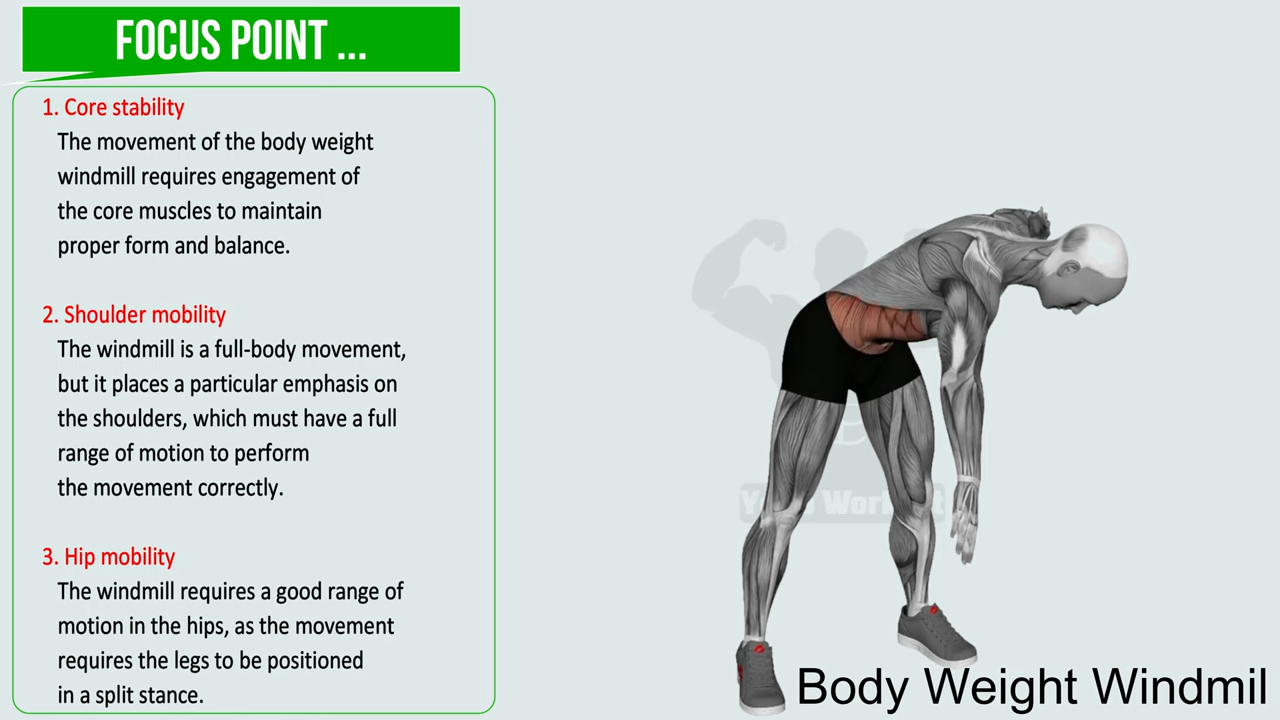 FOCUS POINT ...
1. Core stability
The movement of the body weight
windmill requires engagement of
the core muscles to maintain
proper form and balance.
2. Shoulder mobility
The windmill is a full-body movement,
but it places a particular emphasis on
the shoulders, which must have a full
range of motion to perform
the movement correctly.
3. Hip mobility
The windmill requires a good range of
motion in the hips, as the movement
requires the legs to be positioned
in a split stance.
Body Weight Windmil